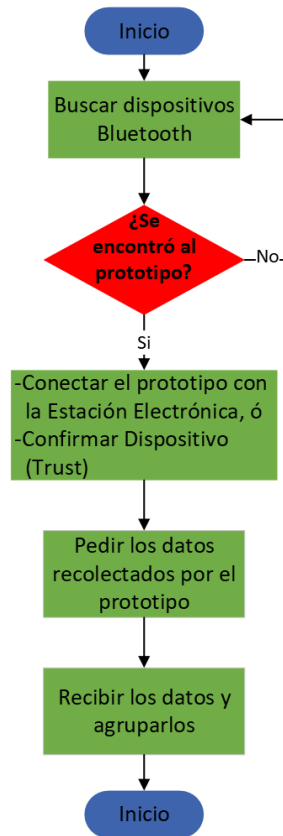 Inicio
Buscar dispositivos
Bluetooth
¿Se
encontró al
prototipo?
No
Si
-Conectar el prototipo con
la Estación Electrónica, ó
-Confirmar Dispositivo
(Trust)
Pedir los datos
recolectados por el
prototipo
Recibir los datos y
agruparlos
Inicio